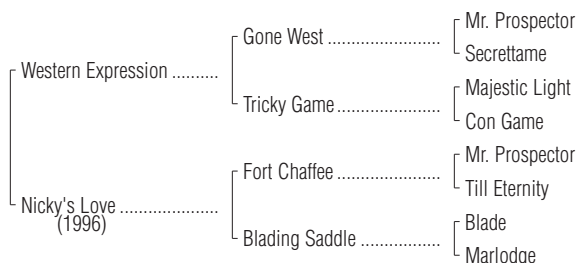 Mr. Prospector
Gone West ......................
Secrettame
Western Expression ..........
Majestic Light
Tricky Game ....................
Con Game
Mr. Prospector
Fort Chaffee ....................
Till Eternity
Nicky's Love ...................
(1996)
Blade
Blading Saddle ................
Marlodge